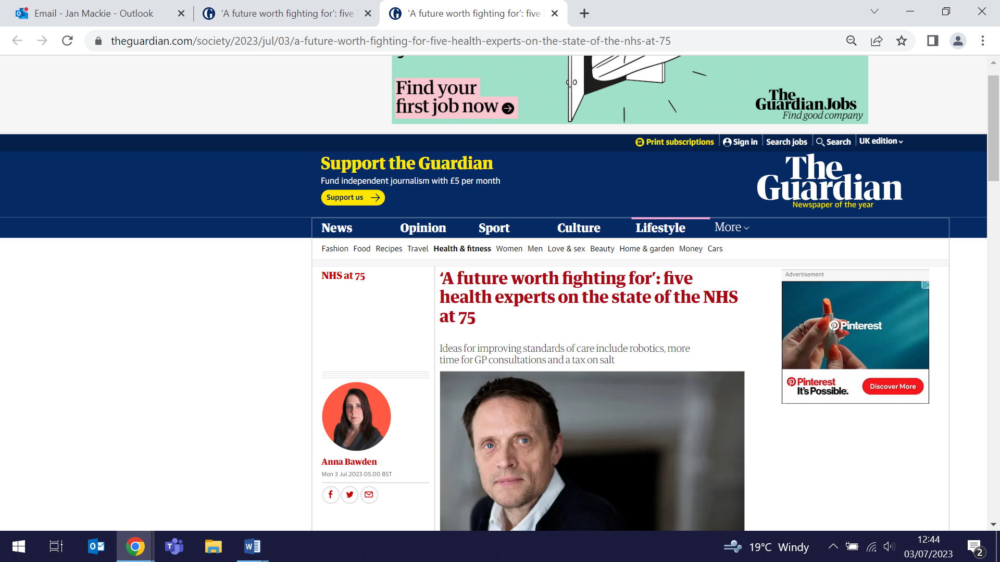 Email - Jan Mackie - Outlook
‘A future worth fighting for’: five
‘A future worth fighting for’: five
theguardian.com/society/2023/jul/03/a-future-worth-fighting-for-five-health-experts-on-the-state-of-the-nhs-at-75
Find your
first job now
The
GuardianJobs
Find good company
Print subscriptions
Sign in
Search jobs
Search
UK edition
Support the Guardian
Fund independent journalism with £5 per month
Support us
The
Guardian
Newspaper of the year
News Opinion Sport Culture Lifestyle More
Fashion Food Recipes Travel Health & fitness Women Men Love & sex Beauty Home & garden Money Cars
NHS at 75
‘A future worth fighting for’: five
health experts on the state of the NHS
at 75
Ideas for improving standards of care include robotics, more
time for GP consultations and a tax on salt
Anna Bawden
Mon 3 Jul 2023 05.00 BST
Advertisement
Pinterest
Pinterest
It's Possible.
Discover More
19°C Windy
12:44
03/07/2023
2